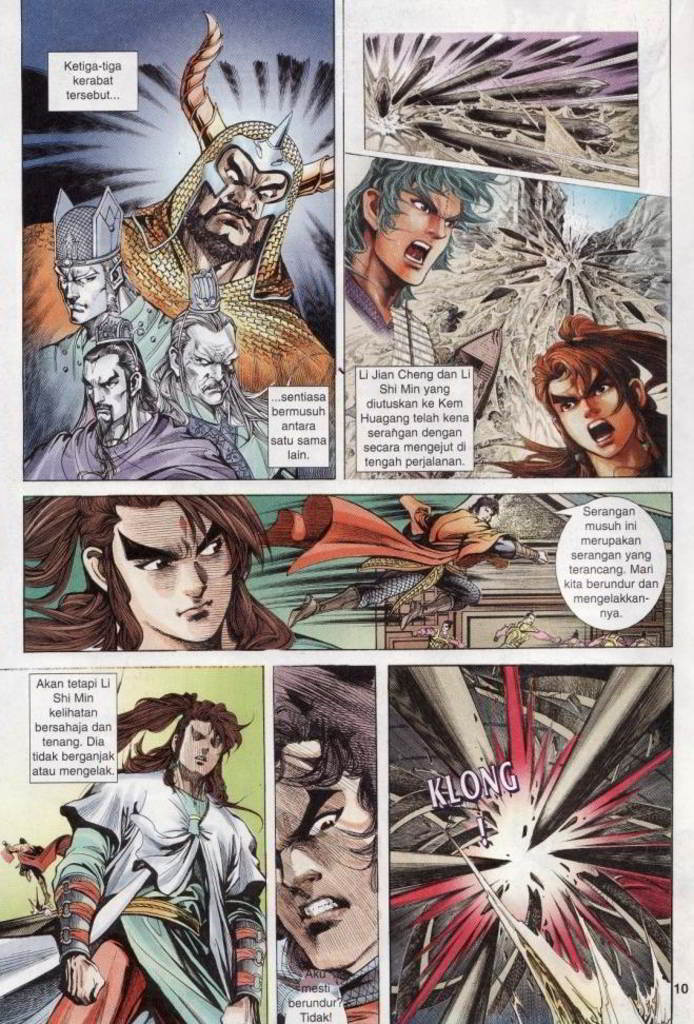 Ketiga-tiga
kerabat
tersebut...
...sentiasa
bermusuh
antara
satu sama
lain.
Li Jian Cheng dan Li
Shi Min yang
diutuskan ke Kem
Huagang telah kena
serangan dengan
secara mengejut di
tengah perjalanan.
Serangan
musuh ini
merupakan
serangan yang
terancang. Mari
kita berundur dan
mengelakkan-
nya.
Akan tetapi Li
Shi Min
kelihatan
bersahaja dan
tenang. Dia
tidak berganjak
atau mengelak.
Aku
mesti
berundur?
Tidak!
KLONG
!
10